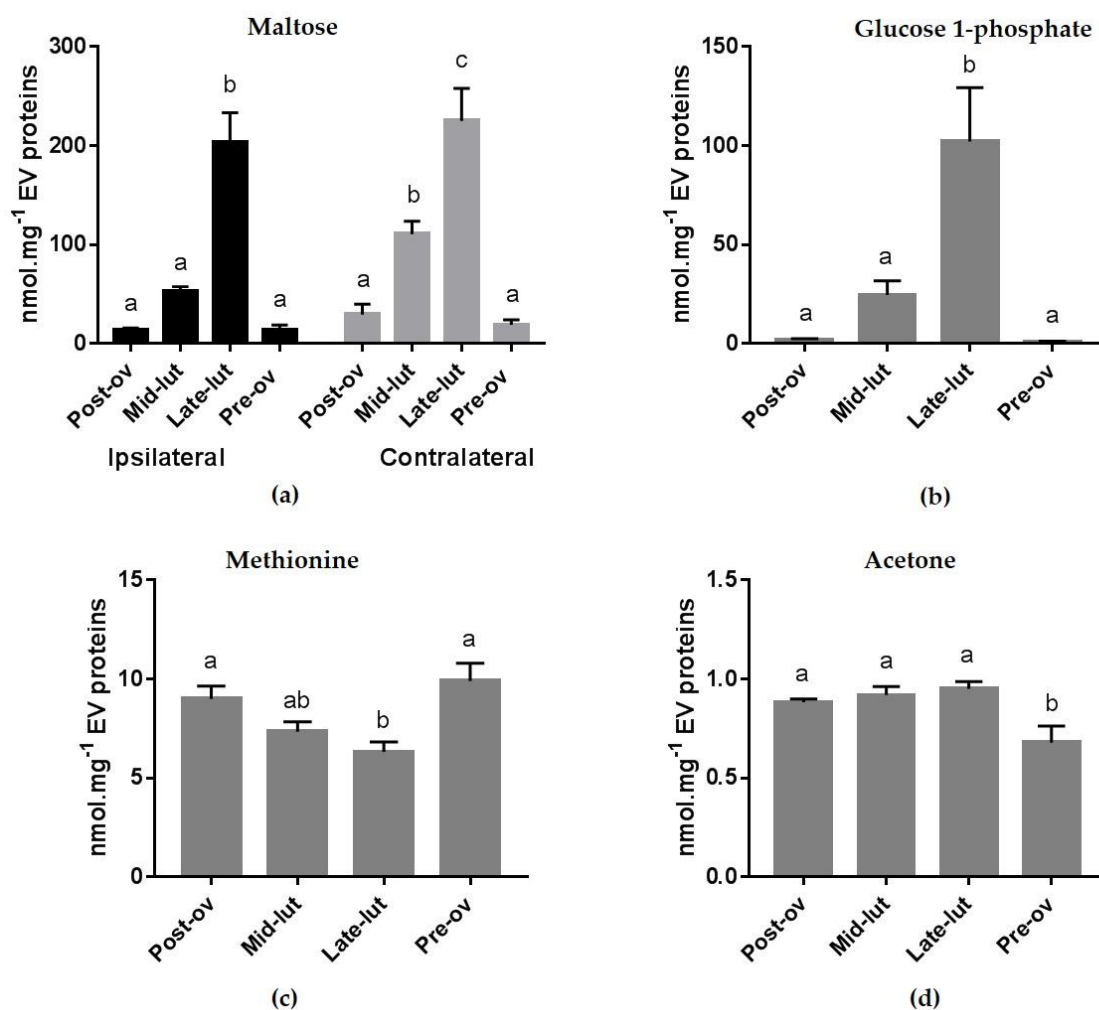 Maltose
nmol.mg-1 EV proteins
300
200
100
0
a
a
b
a
a
b
c
a
Post-ov
Mid-lut
Late-lut
Pre-ov
Post-ov
Mid-lut
Late-lut
Pre-ov
Ipsilateral
Contralateral
(a)
Glucose 1-phosphate
nmol.mg-1 EV proteins
150
100
50
0
a
a
b
a
Post-ov
Mid-lut
Late-lut
Pre-ov
(b)
Methionine
nmol.mg-1 EV proteins
15
10
5
0
a
ab
b
a
Post-ov
Mid-lut
Late-lut
Pre-ov
(c)
Acetone
nmol.mg-1 EV proteins
1.5
1.0
0.5
0.0
a
a
a
b
Post-ov
Mid-lut
Late-lut
Pre-ov
(d)